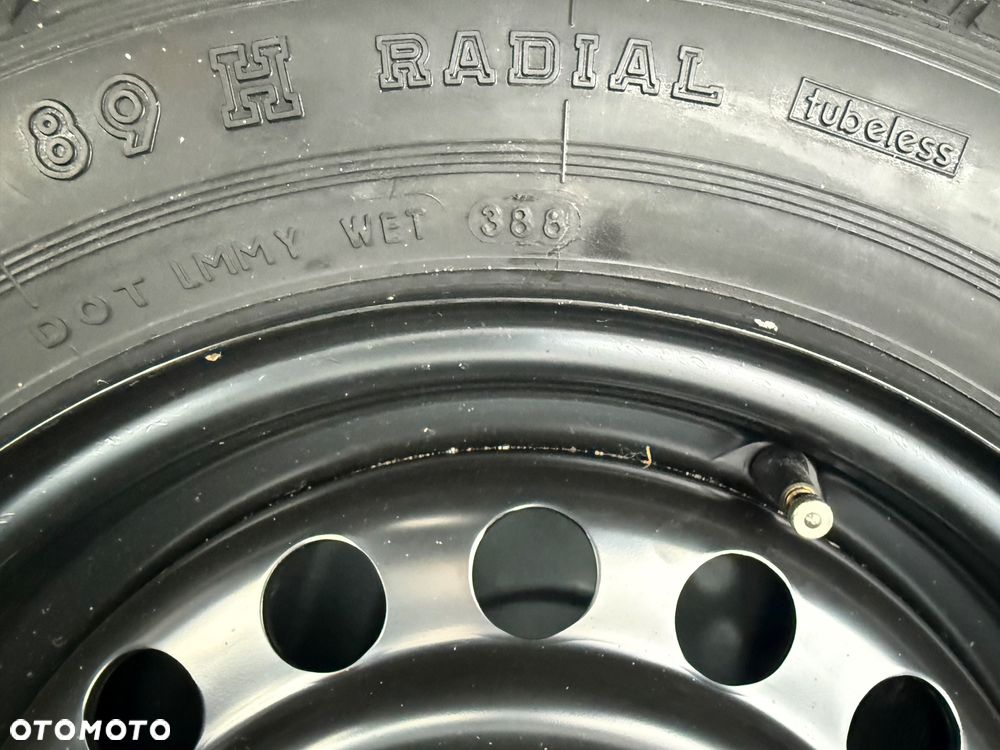 89 H RADIAL tubeless
DOT LMMY WET 388
OTOMOTO